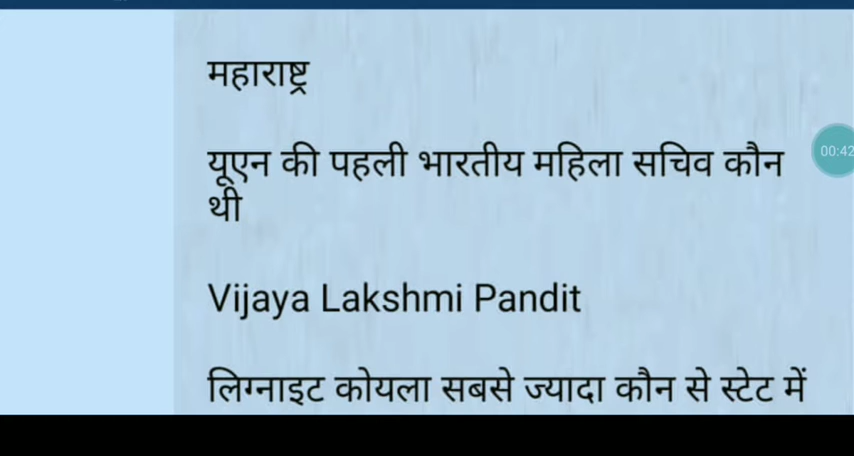 महाराष्ट्र
यूएन की पहली भारतीय महिला सचिव कौन
थी
00:42
Vijaya Lakshmi Pandit
लिग्नाइट कोयला सबसे ज्यादा कौन से स्टेट में